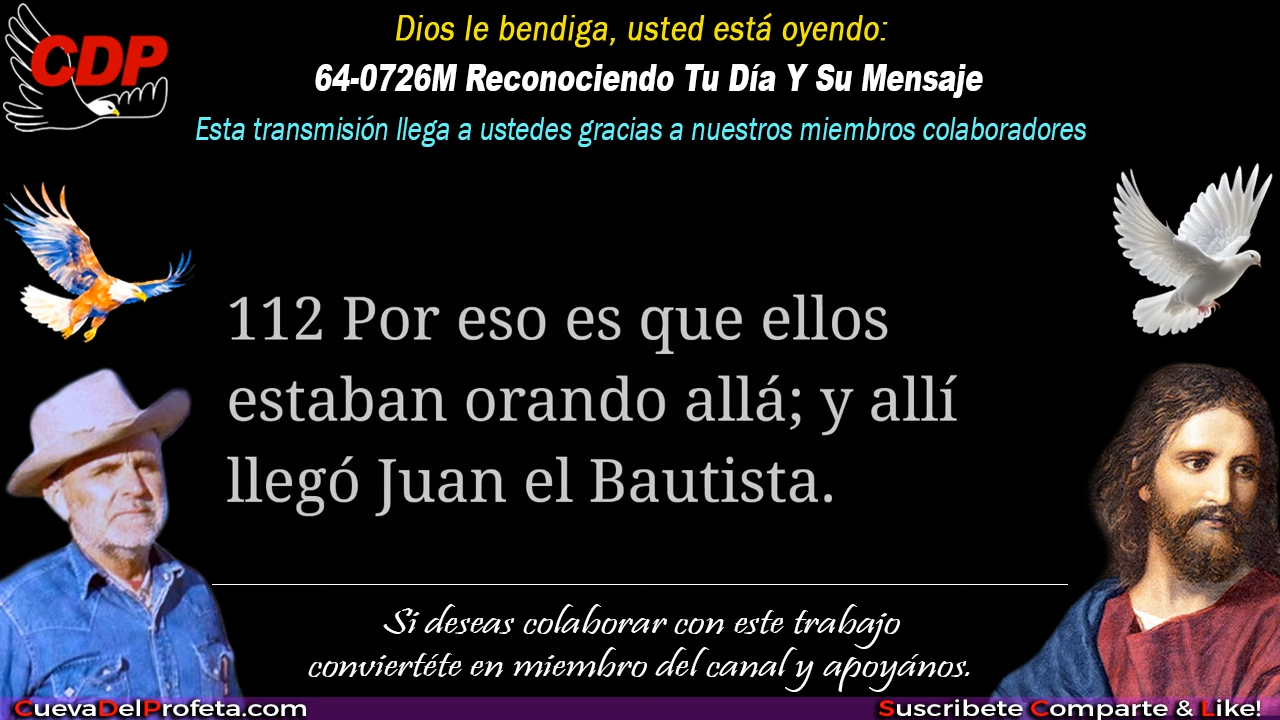 CDP
Dios le bendiga, usted está oyendo:
64-0726M Reconociendo Tu Día Y Su Mensaje
Esta transmisión llega a ustedes gracias a nuestros miembros colaboradores
112 Por eso es que ellos
estaban orando allá; y allí
llegó Juan el Bautista.
Si deseas colaborar con este trabajo
conviertéte en miembro del canal y apoyános.
CuevaDelProfeta.com
Suscribete Comparte & Like!